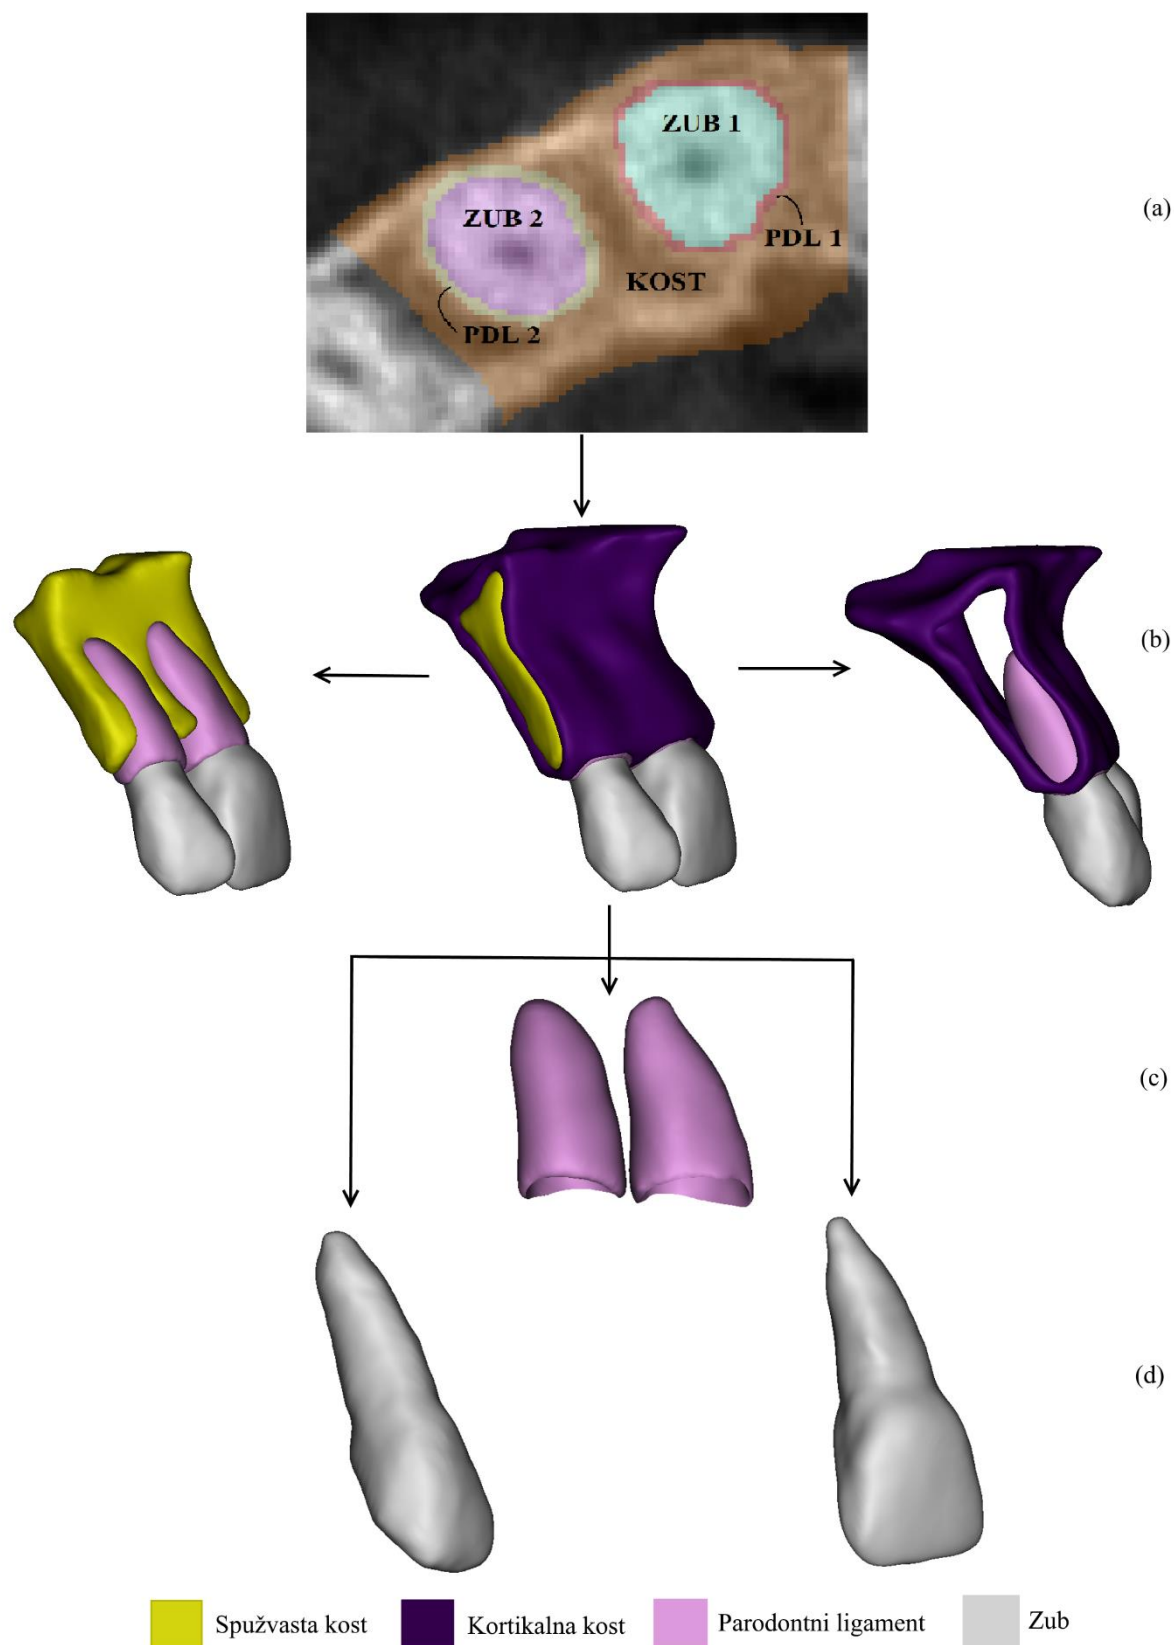 ZUB 1
(a)
ZUB 2
PDL 1
KOST
PDL 2
(b)
(c)
(d)
Spužvasta kost
Kortikalna kost
Parodontni ligament
Zub